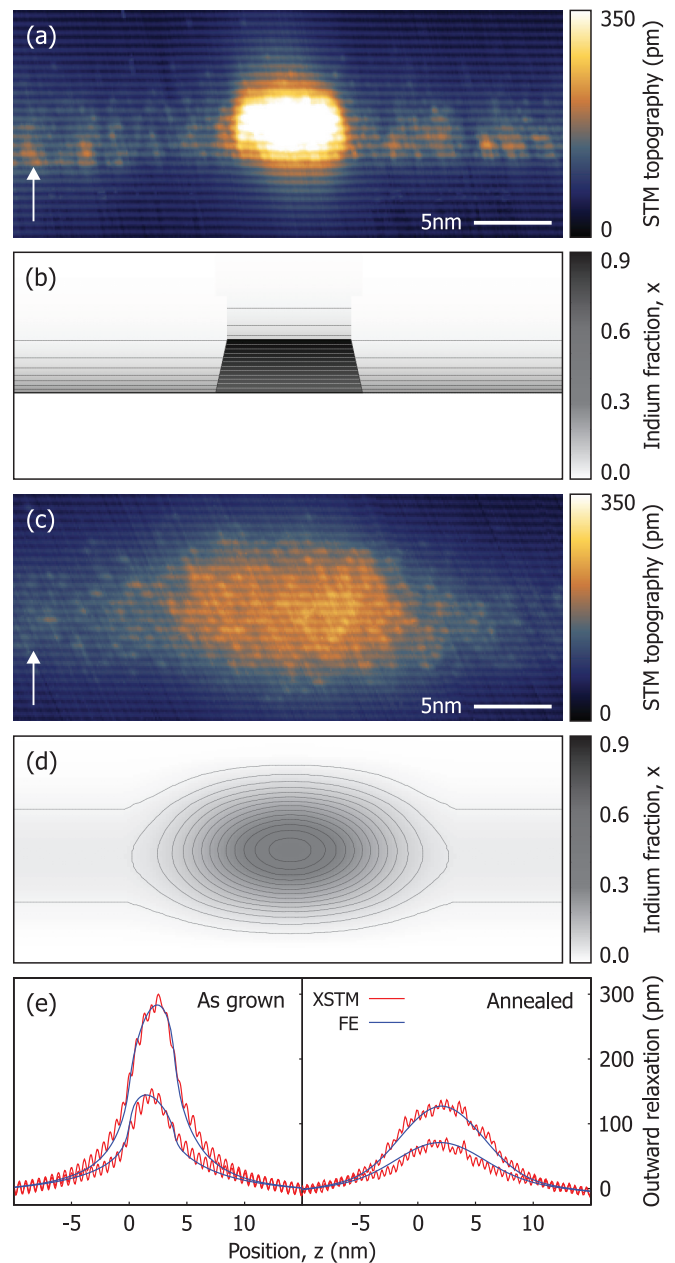 (a)
5nm
350
0
STM topography (pm)
(b)
0.9
0.6
0.3
0.0
Indium fraction, x
(c)
5nm
350
0
STM topography (pm)
(d)
0.9
0.6
0.3
0.0
Indium fraction, x
(e)
As grown
XSTM
FE
Annealed
300
200
100
0
Outward relaxation (pm)
-5 0 5 10 -5 0 5 10
Position, z (nm)